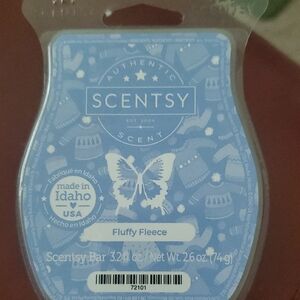 AUTHENTIC
SCENTSY
EST. 2004
SCENT
Fabriqué en Idaho
made in
Idaho
USA
Hecho en Idaho
Fluffy Fleece
Scentsy Bar 3.2 fl oz / Net Wt. 2.6 oz (74 g)
72101